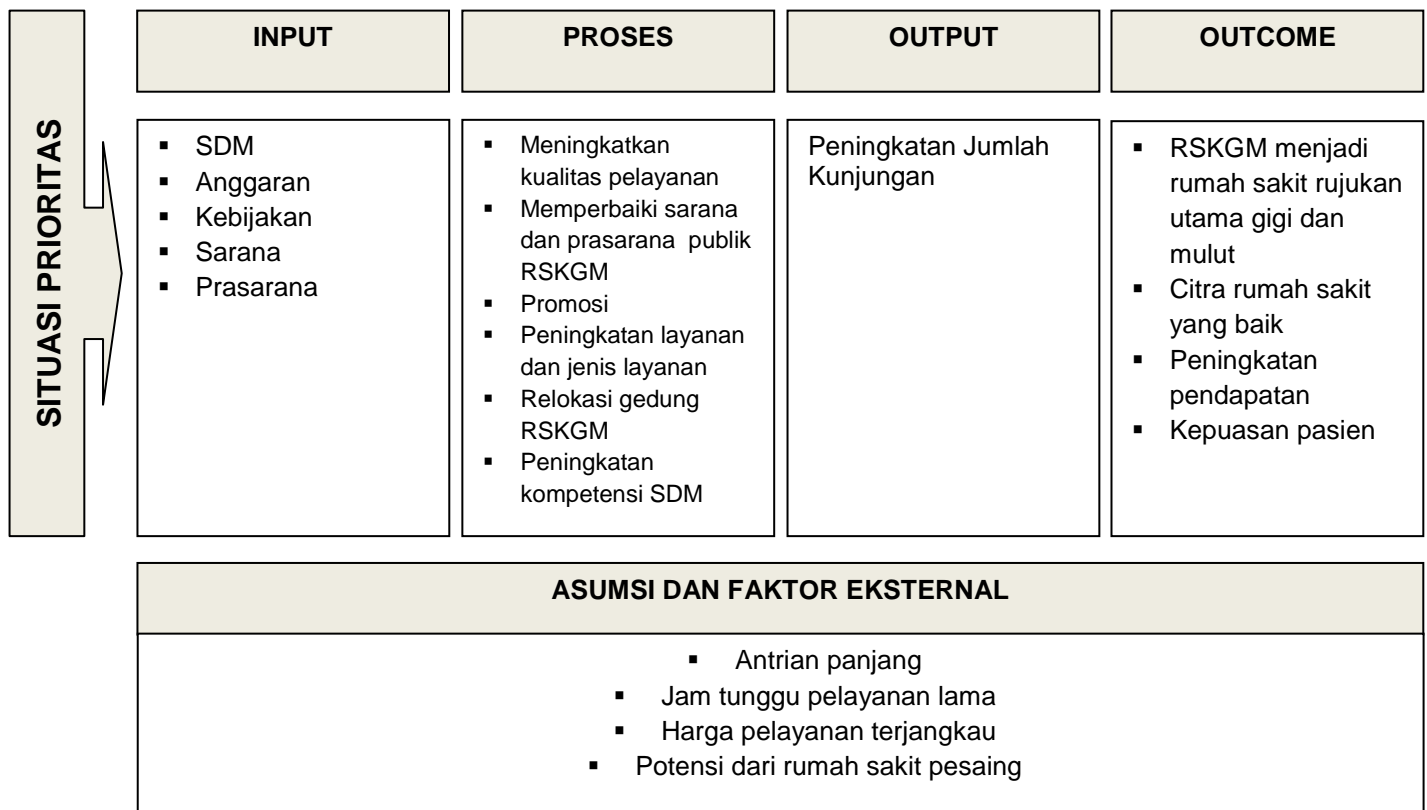 SITUASI PRIORITAS
INPUT
▪ SDM
▪ Anggaran
▪ Kebijakan
▪ Sarana
▪ Prasarana
PROSES
▪ Meningkatkan
kualitas pelayanan
▪ Memperbaiki sarana
dan prasarana publik
RSKGM
▪ Promosi
▪ Peningkatan layanan
dan jenis layanan
▪ Relokasi gedung
RSKGM
▪ Peningkatan
kompetensi SDM
OUTPUT
Peningkatan Jumlah
Kunjungan
OUTCOME
▪ RSKGM menjadi
rumah sakit rujukan
utama gigi dan
mulut
▪ Citra rumah sakit
yang baik
▪ Peningkatan
pendapatan
▪ Kepuasan pasien
ASUMSI DAN FAKTOR EKSTERNAL
▪ Antrian panjang
▪ Jam tunggu pelayanan lama
▪ Harga pelayanan terjangkau
▪ Potensi dari rumah sakit pesaing